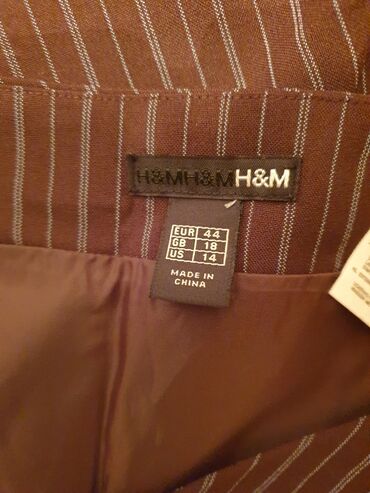 H&MH&MH&M
EUR 44
GB 18
US 14
MADE IN
CHINA